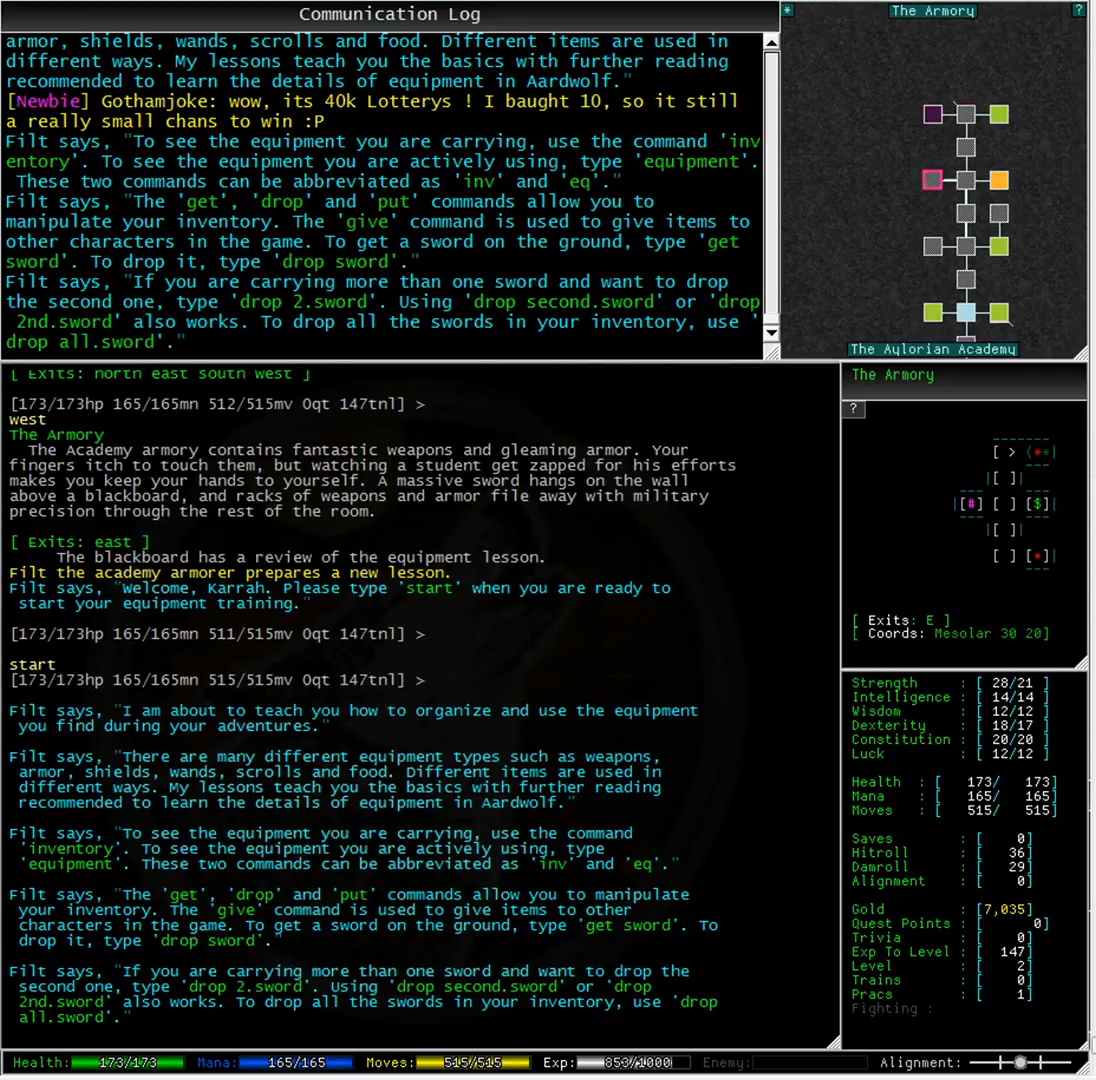 Communication Log
armor, shields, wands, scrolls and food. Different items are used in
different ways. My lessons teach you the basics with further reading
recommended to learn the details of equipment in Aardwolf."
[Newbie] Gothamjoke: wow, its 40k Lotterys ! I baught 10, so it still
a really small chans to win :P
Filt says, "To see the equipment you are carrying, use the command 'inv
entory'. To see the equipment you are actively using, type 'equipment'.
These two commands can be abbreviated as 'inv' and 'eq'."
Filt says, "The 'get', 'drop' and 'put' commands allow you to
manipulate your inventory. The 'give' command is used to give items to
other characters in the game. To get a sword on the ground, type 'get
sword'. To drop it, type 'drop sword'."
Filt says, "If you are carrying more than one sword and want to drop
the second one, type 'drop 2.sword'. Using 'drop second.sword' or 'drop
2nd.sword' also works. To drop all the swords in your inventory, use '
drop all.sword'."
* The Armory ?
The Aylorian Academy
[ Exits: north east south west ]
[173/173hp 165/165mn 512/515mv 0qt 147tnl] >
west
The Armory
The Academy armory contains fantastic weapons and gleaming armor. Your
fingers itch to touch them, but watching a student get zapped for his efforts
makes you keep your hands to yourself. A massive sword hangs on the wall
above a blackboard, and racks of weapons and armor file away with military
precision through the rest of the room.
[ Exits: east ]
The blackboard has a review of the equipment lesson.
Filt the academy armorer prepares a new lesson.
Filt says, "Welcome, Karrah. Please type 'start' when you are ready to
start your equipment training."
[173/173hp 165/165mn 511/515mv 0qt 147tnl] >
start
[173/173hp 165/165mn 515/515mv 0qt 147tnl] >
Filt says, "I am about to teach you how to organize and use the equipment
you find during your adventures."
Filt says, "There are many different equipment types such as weapons,
armor, shields, wands, scrolls and food. Different items are used in
different ways. My lessons teach you the basics with further reading
recommended to learn the details of equipment in Aardwolf."
Filt says, "To see the equipment you are carrying, use the command
'inventory'. To see the equipment you are actively using, type
'equipment'. These two commands can be abbreviated as 'inv' and 'eq'."
Filt says, "The 'get', 'drop' and 'put' commands allow you to manipulate
your inventory. The 'give' command is used to give items to other
characters in the game. To get a sword on the ground, type 'get sword'. To
drop it, type 'drop sword'."
Filt says, "If you are carrying more than one sword and want to drop the
second one, type 'drop 2.sword'. Using 'drop second.sword' or 'drop
2nd.sword' also works. To drop all the swords in your inventory, use 'drop
all.sword'."
The Armory
?
[ > (**|
|[ ]|
|[#] [ ] [$]|
|[ ]|
[ ] [*]|
[ Exits: E ]
[ Coords: Mesolar 30 20]
Strength : [ 28/21 ]
Intelligence : [ 14/14 ]
Wisdom : [ 12/12 ]
Dexterity : [ 18/17 ]
Constitution : [ 20/20 ]
Luck : [ 12/12 ]
Health : [ 173/ 173]
Mana : [ 165/ 165]
Moves : [ 515/ 515]
Saves : [ 0]
Hitroll : [ 36]
Damroll : [ 29]
Alignment : [ 0]
Gold : [7,035]
Quest Points : [ 0]
Trivia : [ 0]
Exp To Level : [ 147]
Level : [ 2]
Trains : [ 0]
Pracs : [ 1]
Fighting :
Health: 173/173 Mana: 165/165 Moves: 515/515 Exp: 853/1000 Enemy: Alignment: